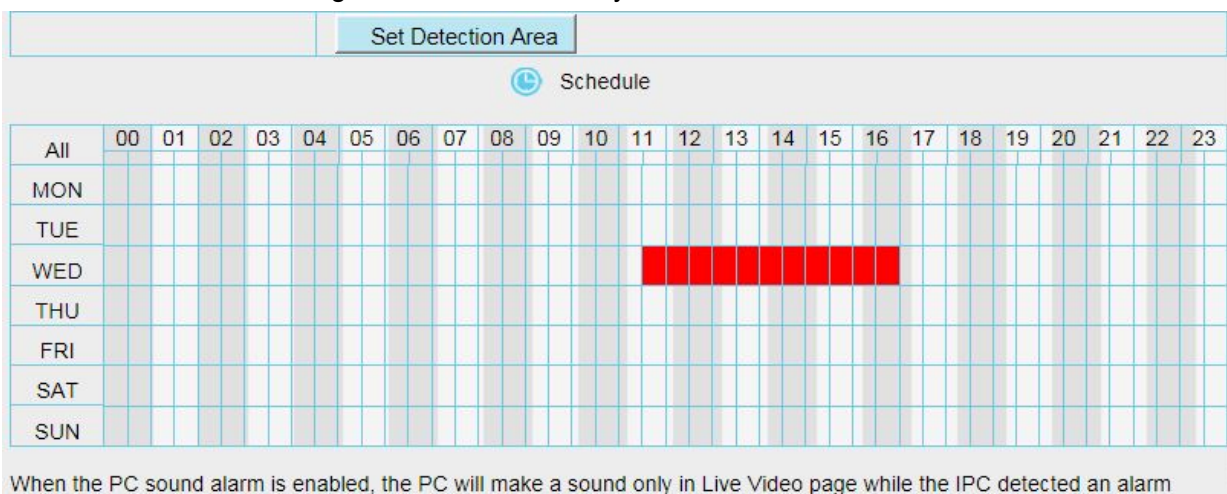 Set Detection Area
Schedule
All 00 01 02 03 04 05 06 07 08 09 10 11 12 13 14 15 16 17 18 19 20 21 22 23
MON
TUE
WED
THU
FRI
SAT
SUN
When the PC sound alarm is enabled, the PC will make a sound only in Live Video page while the IPC detected an alarm